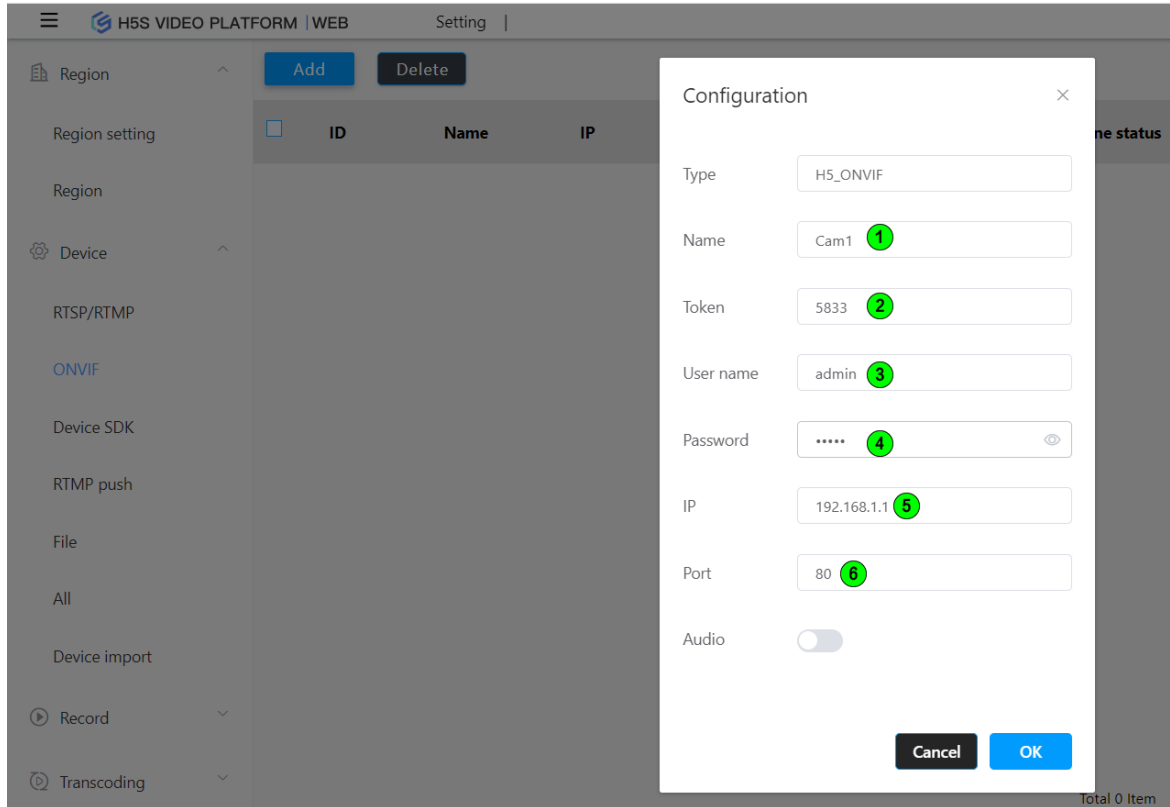 H5S VIDEO PLATFORM | WEB Setting |
Region
Region setting
Region
Device
RTSP/RTMP
ONVIF
Device SDK
RTMP push
File
All
Device import
Record
Transcoding
Add Delete
ID Name IP ne status
Configuration
Type H5_ONVIF
Name Cam1 1
Token 5833 2
User name admin 3
Password ••••• 4
IP 192.168.1.1 5
Port 80 6
Audio
Cancel OK
Total 0 Item